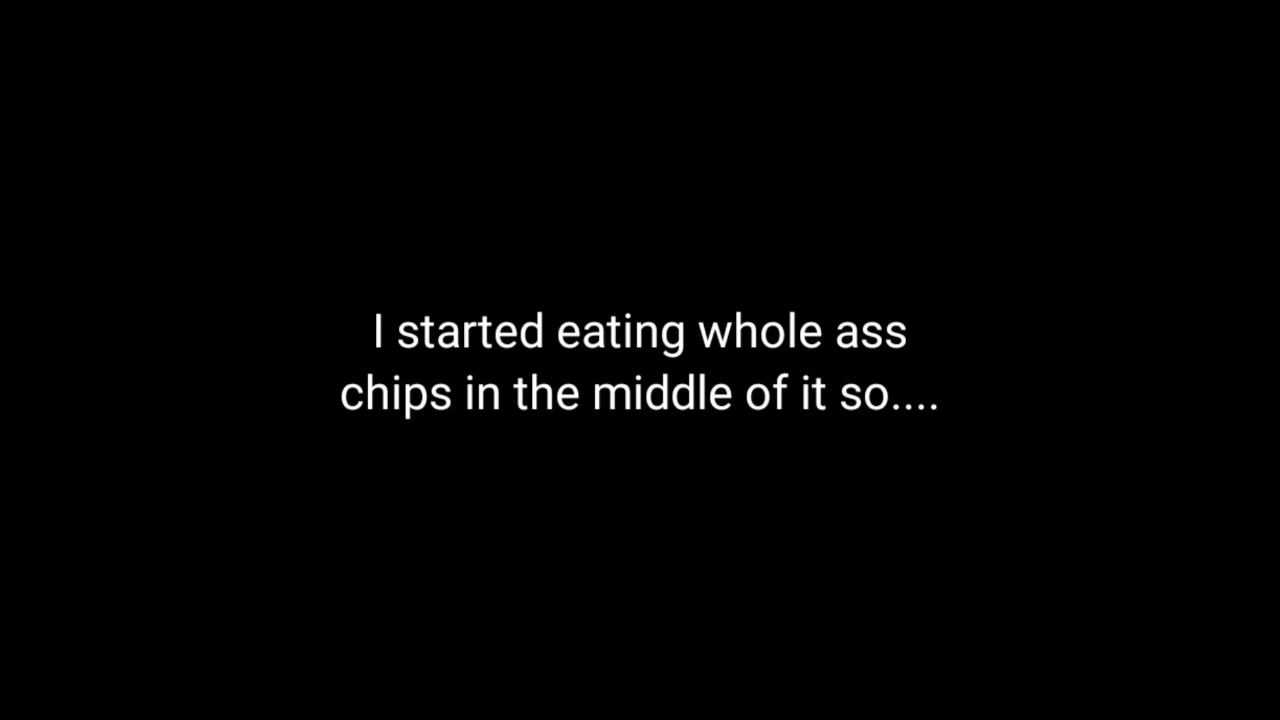 I started eating whole ass
chips in the middle of it so....